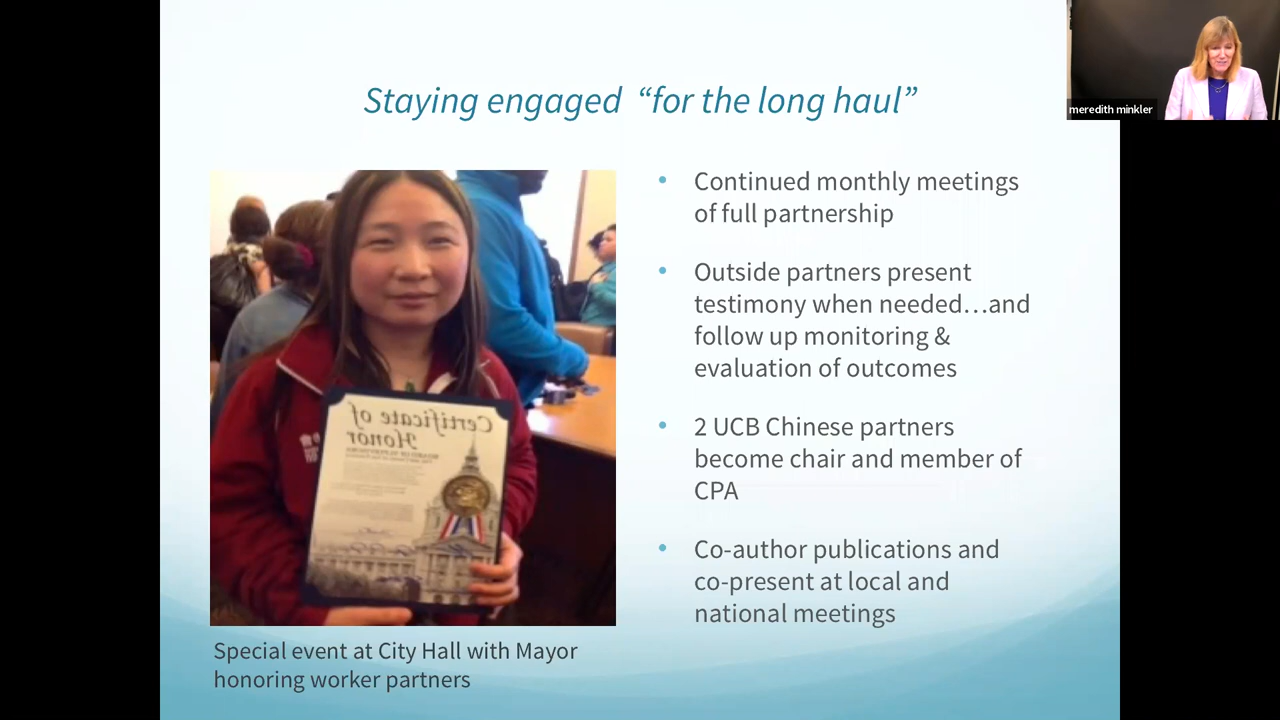 meredith minkler
Staying engaged “for the long haul”
Certificate of
Honor
BOARD OF SUPERVISORS
• Continued monthly meetings
of full partnership
• Outside partners present
testimony when needed…and
follow up monitoring &
evaluation of outcomes
• 2 UCB Chinese partners
become chair and member of
CPA
• Co-author publications and
co-present at local and
national meetings
Special event at City Hall with Mayor
honoring worker partners